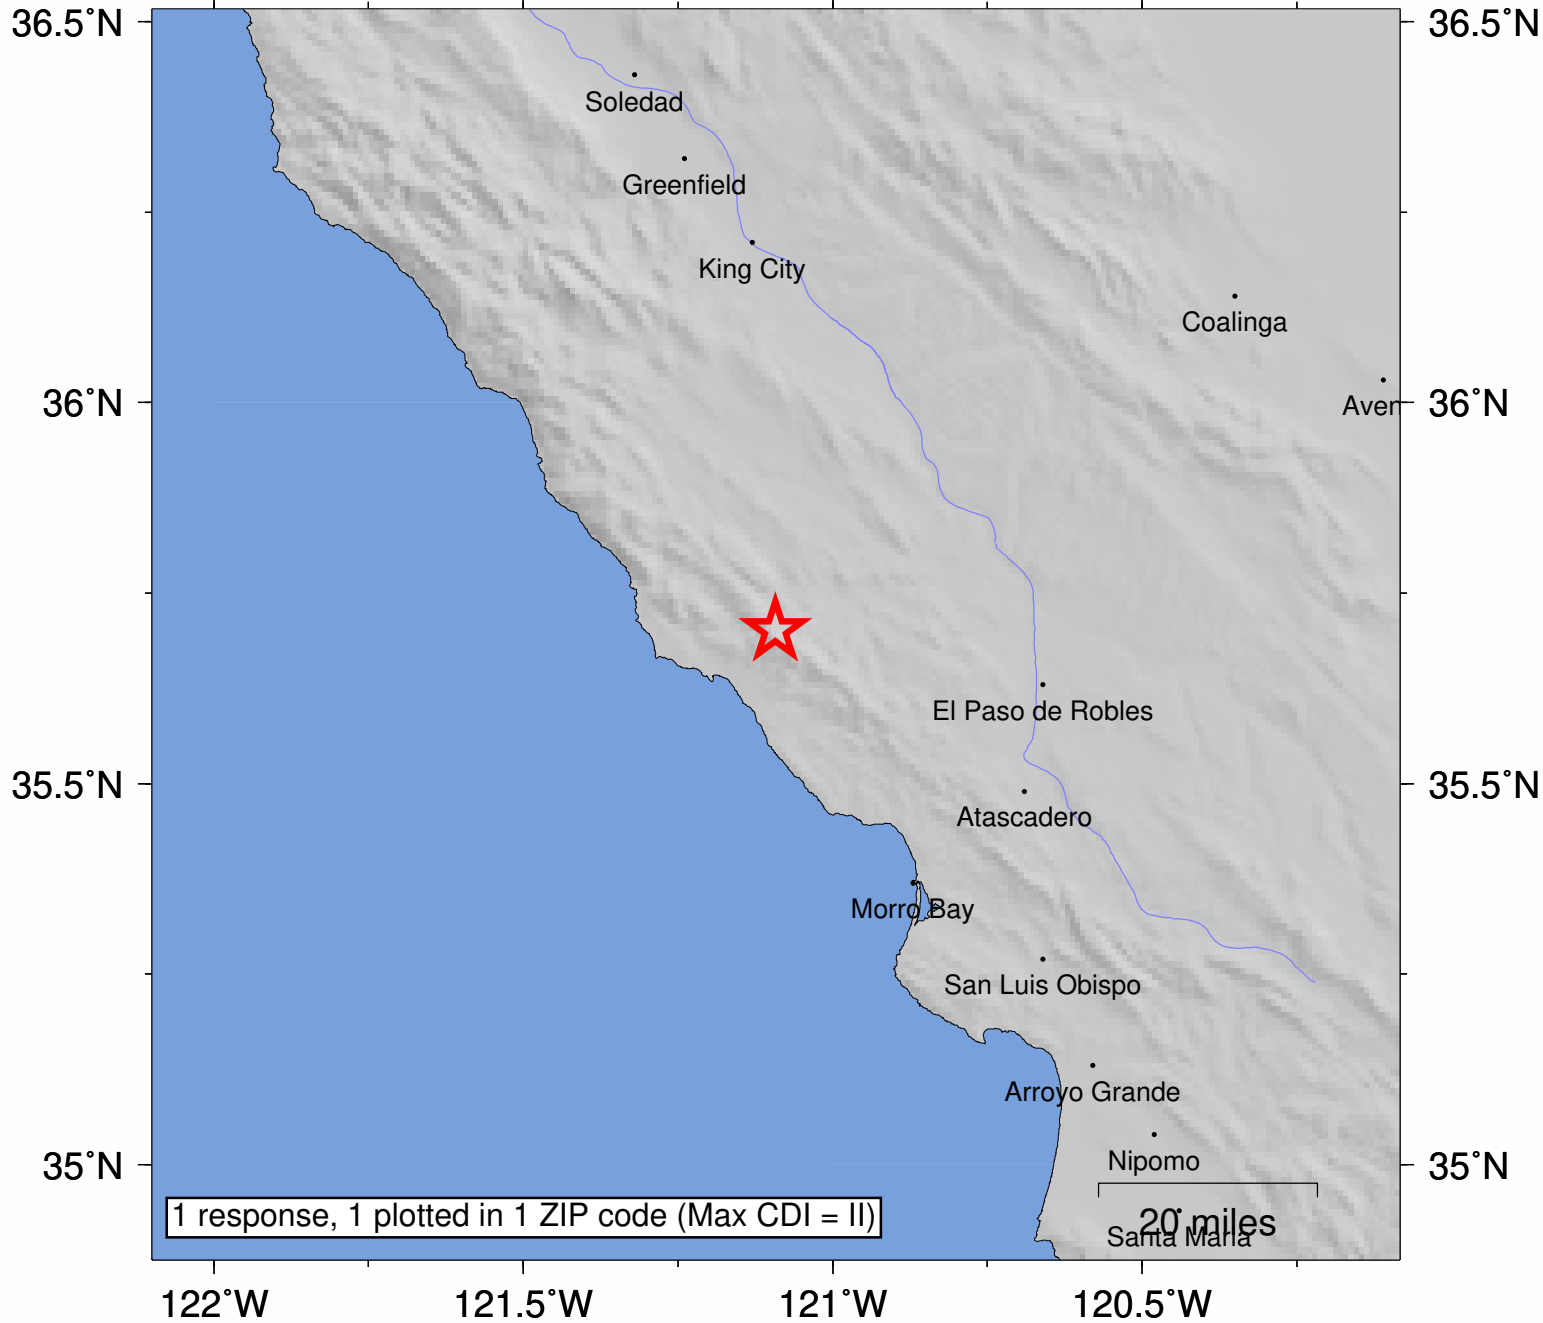 36.5°N
36.5°N
Soledad
Greenfield
King City
Coalinga
36°N
Aven
36°N
El Paso de Robles
35.5°N
35.5°N
Atascadero
Morro Bay
San Luis Obispo
Arroyo Grande
35°N
Nipomo
35°N
1 response, 1 plotted in 1 ZIP code (Max CDI = II)
20 miles
Santa Maria
122°W
121.5°W
121°W
120.5°W